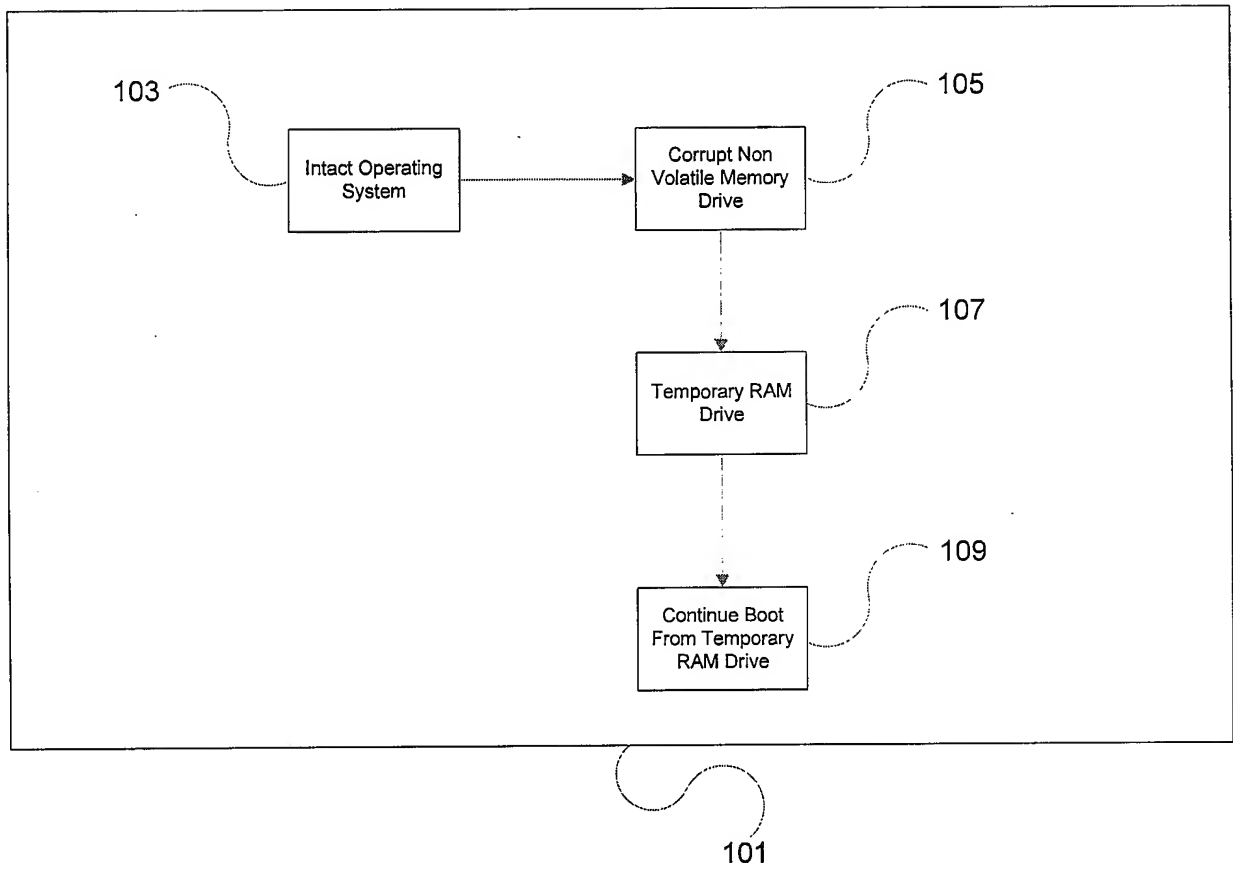 103
Intact Operating
System
105
Corrupt Non
Volatile Memory
Drive
107
Temporary RAM
Drive
109
Continue Boot
From Temporary
RAM Drive
101